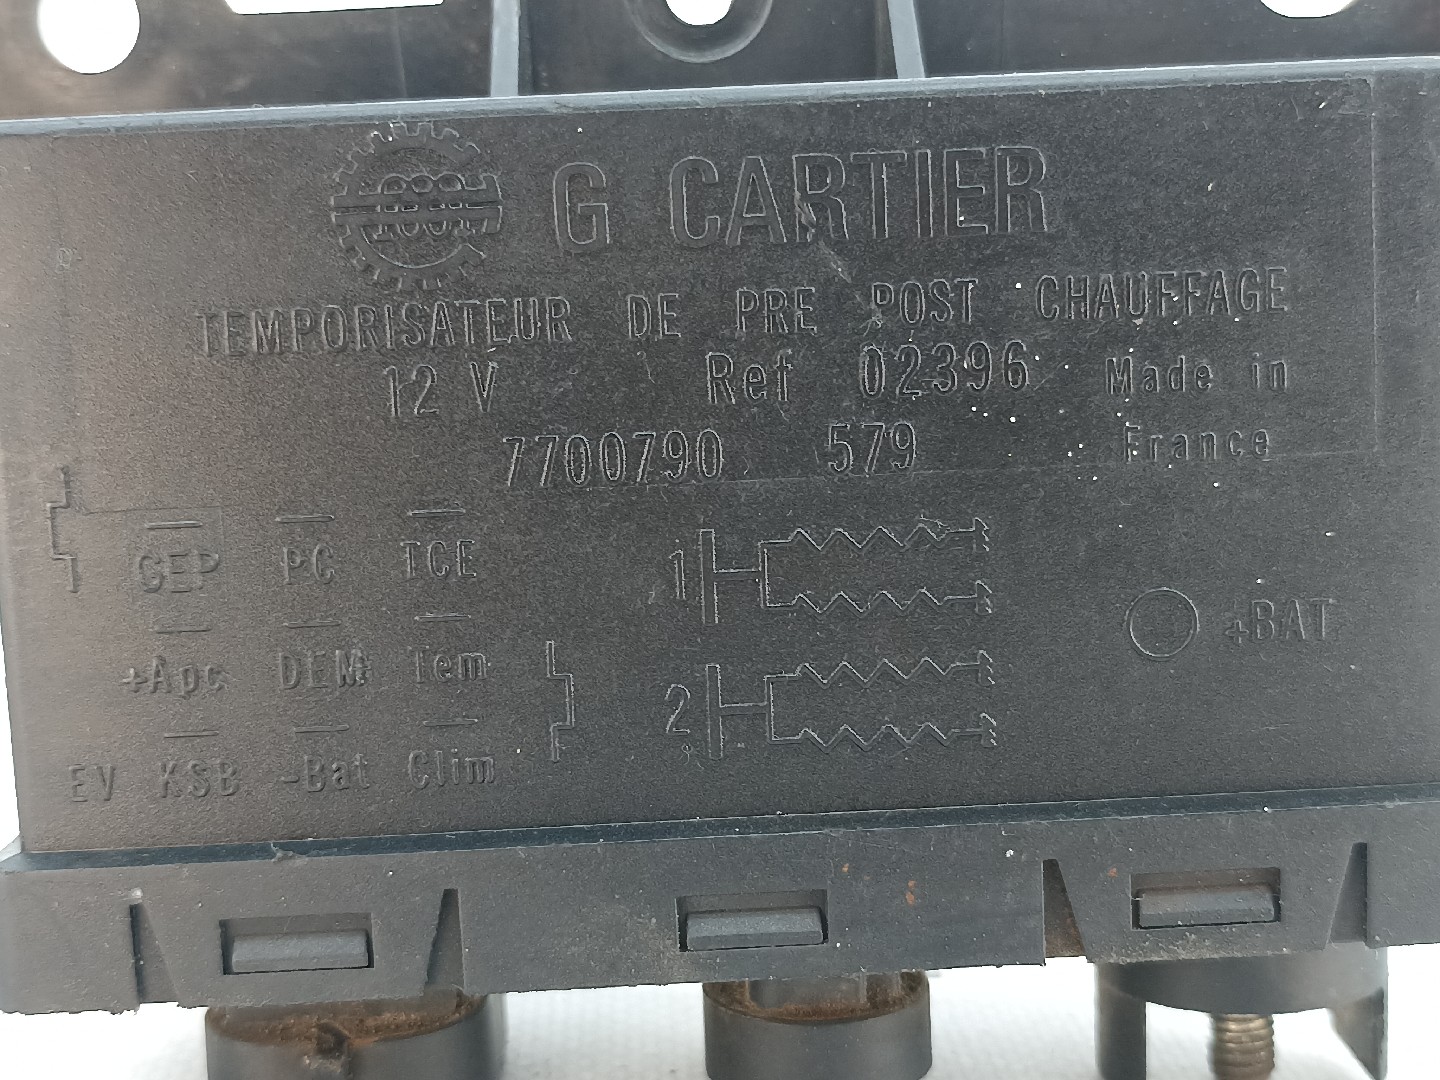 G CARTIER
TEMPORISATEUR DE PRE POST CHAUFFAGE
12 V Ref 02396 Made in
7700790 579 France
GEP PC TCE
1
+BAT
+Apc DEM Tem
2
EV KSB -Bat Clim